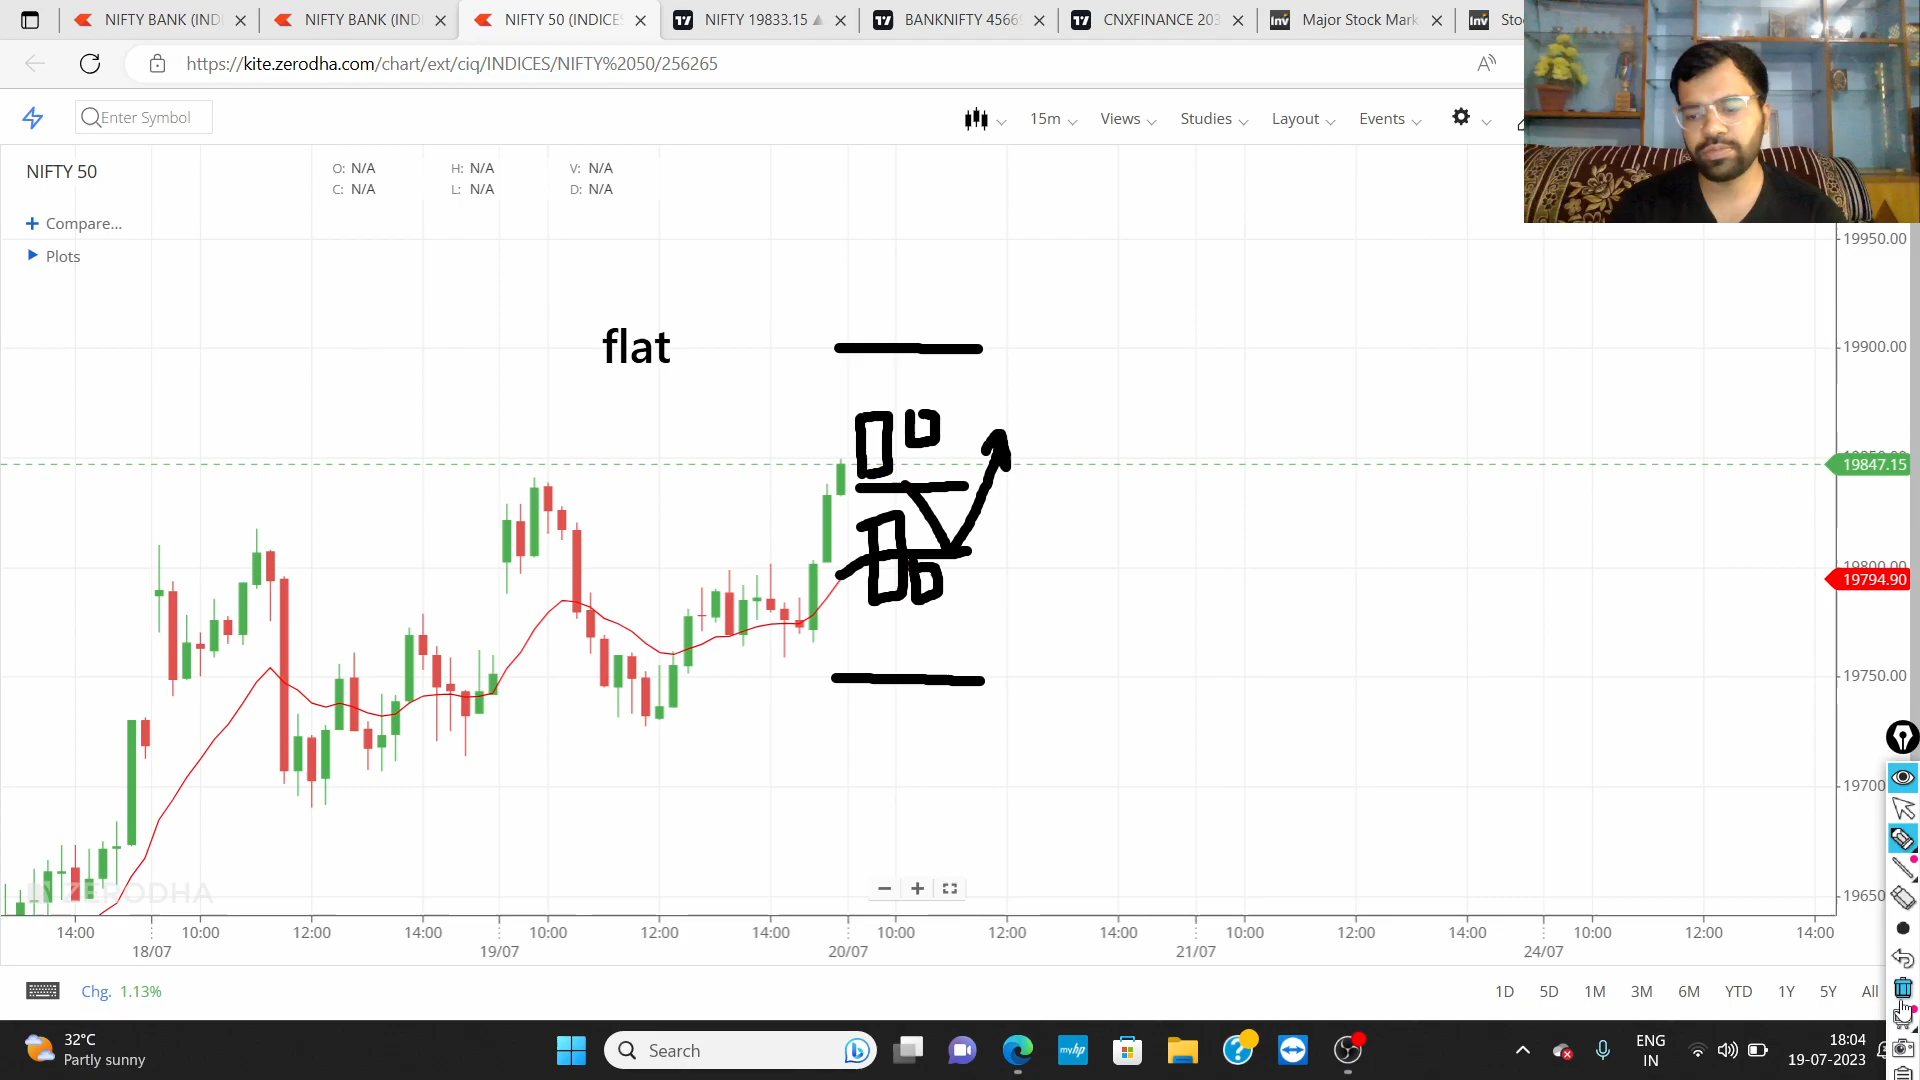 NIFTY BANK (IND
NIFTY BANK (INDI
NIFTY 50 (INDICES
NIFTY 19833.15
BANKNIFTY 4566
CNXFINANCE 203
Major Stock Mark
Sto
https://kite.zerodha.com/chart/ext/ciq/INDICES/NIFTY%2050/256265
Enter Symbol
15m
Views
Studies
Layout
Events
NIFTY 50
O: N/A
H: N/A
V: N/A
C: N/A
L: N/A
D: N/A
Compare...
Plots
flat
19950.00
19900.00
19847.15
19794.90
19750.00
19700
19650
ZERODHA
14:00
10:00
12:00
14:00
10:00
12:00
14:00
10:00
12:00
14:00
10:00
12:00
14:00
10:00
12:00
14:00
18/07
19/07
20/07
21/07
24/07
Chg. 1.13%
1D
5D
1M
3M
6M
YTD
1Y
5Y
All
32°C
Partly sunny
Search
myhp
ENG
IN
18:04
19-07-2023